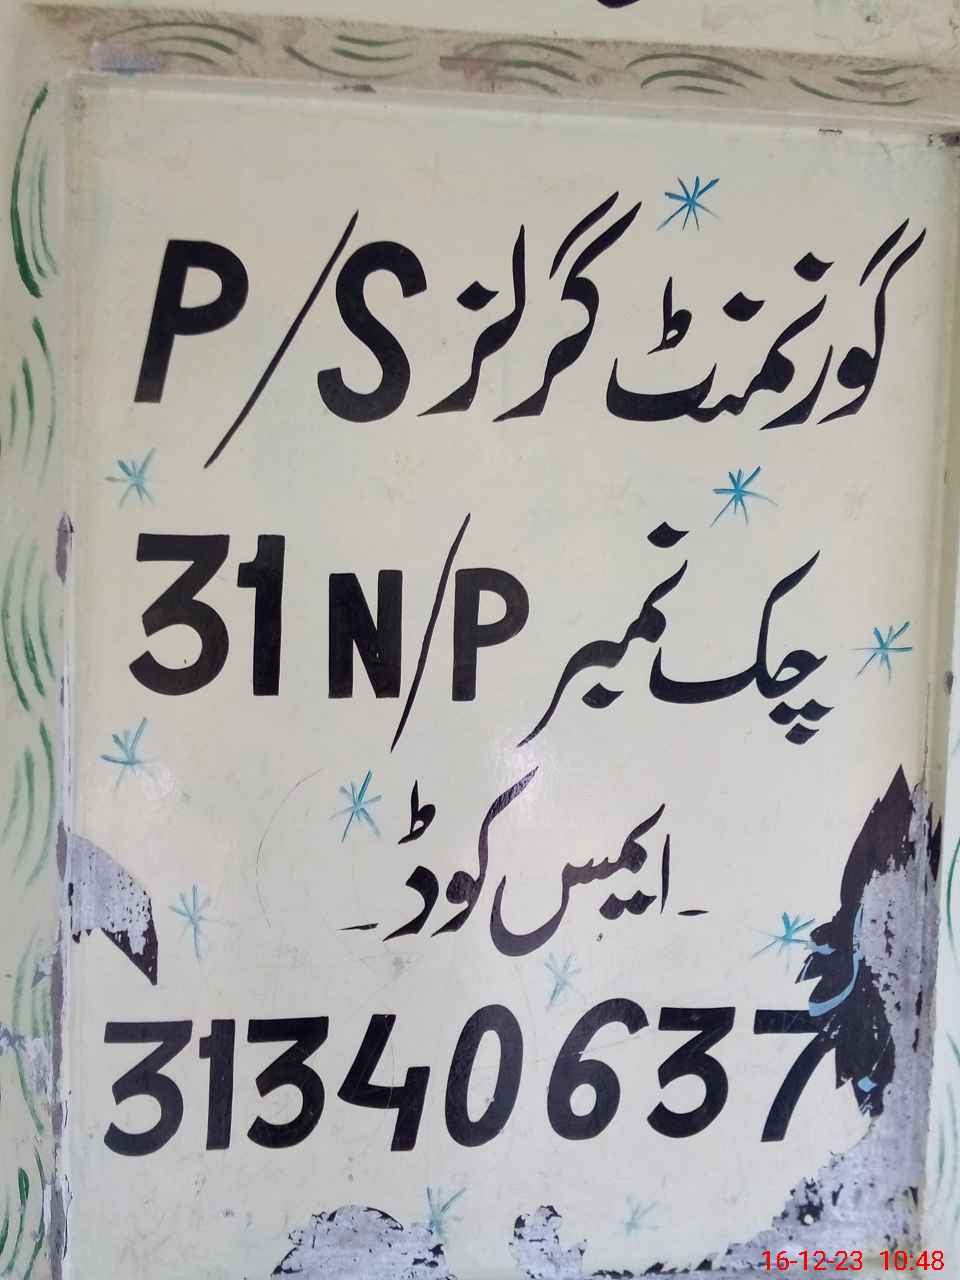 گورنمنٹ گرلز P/S
چک نمبر 31 N/P
۔ ایمس کوڈ ۔
31340637
16-12-23 10:48